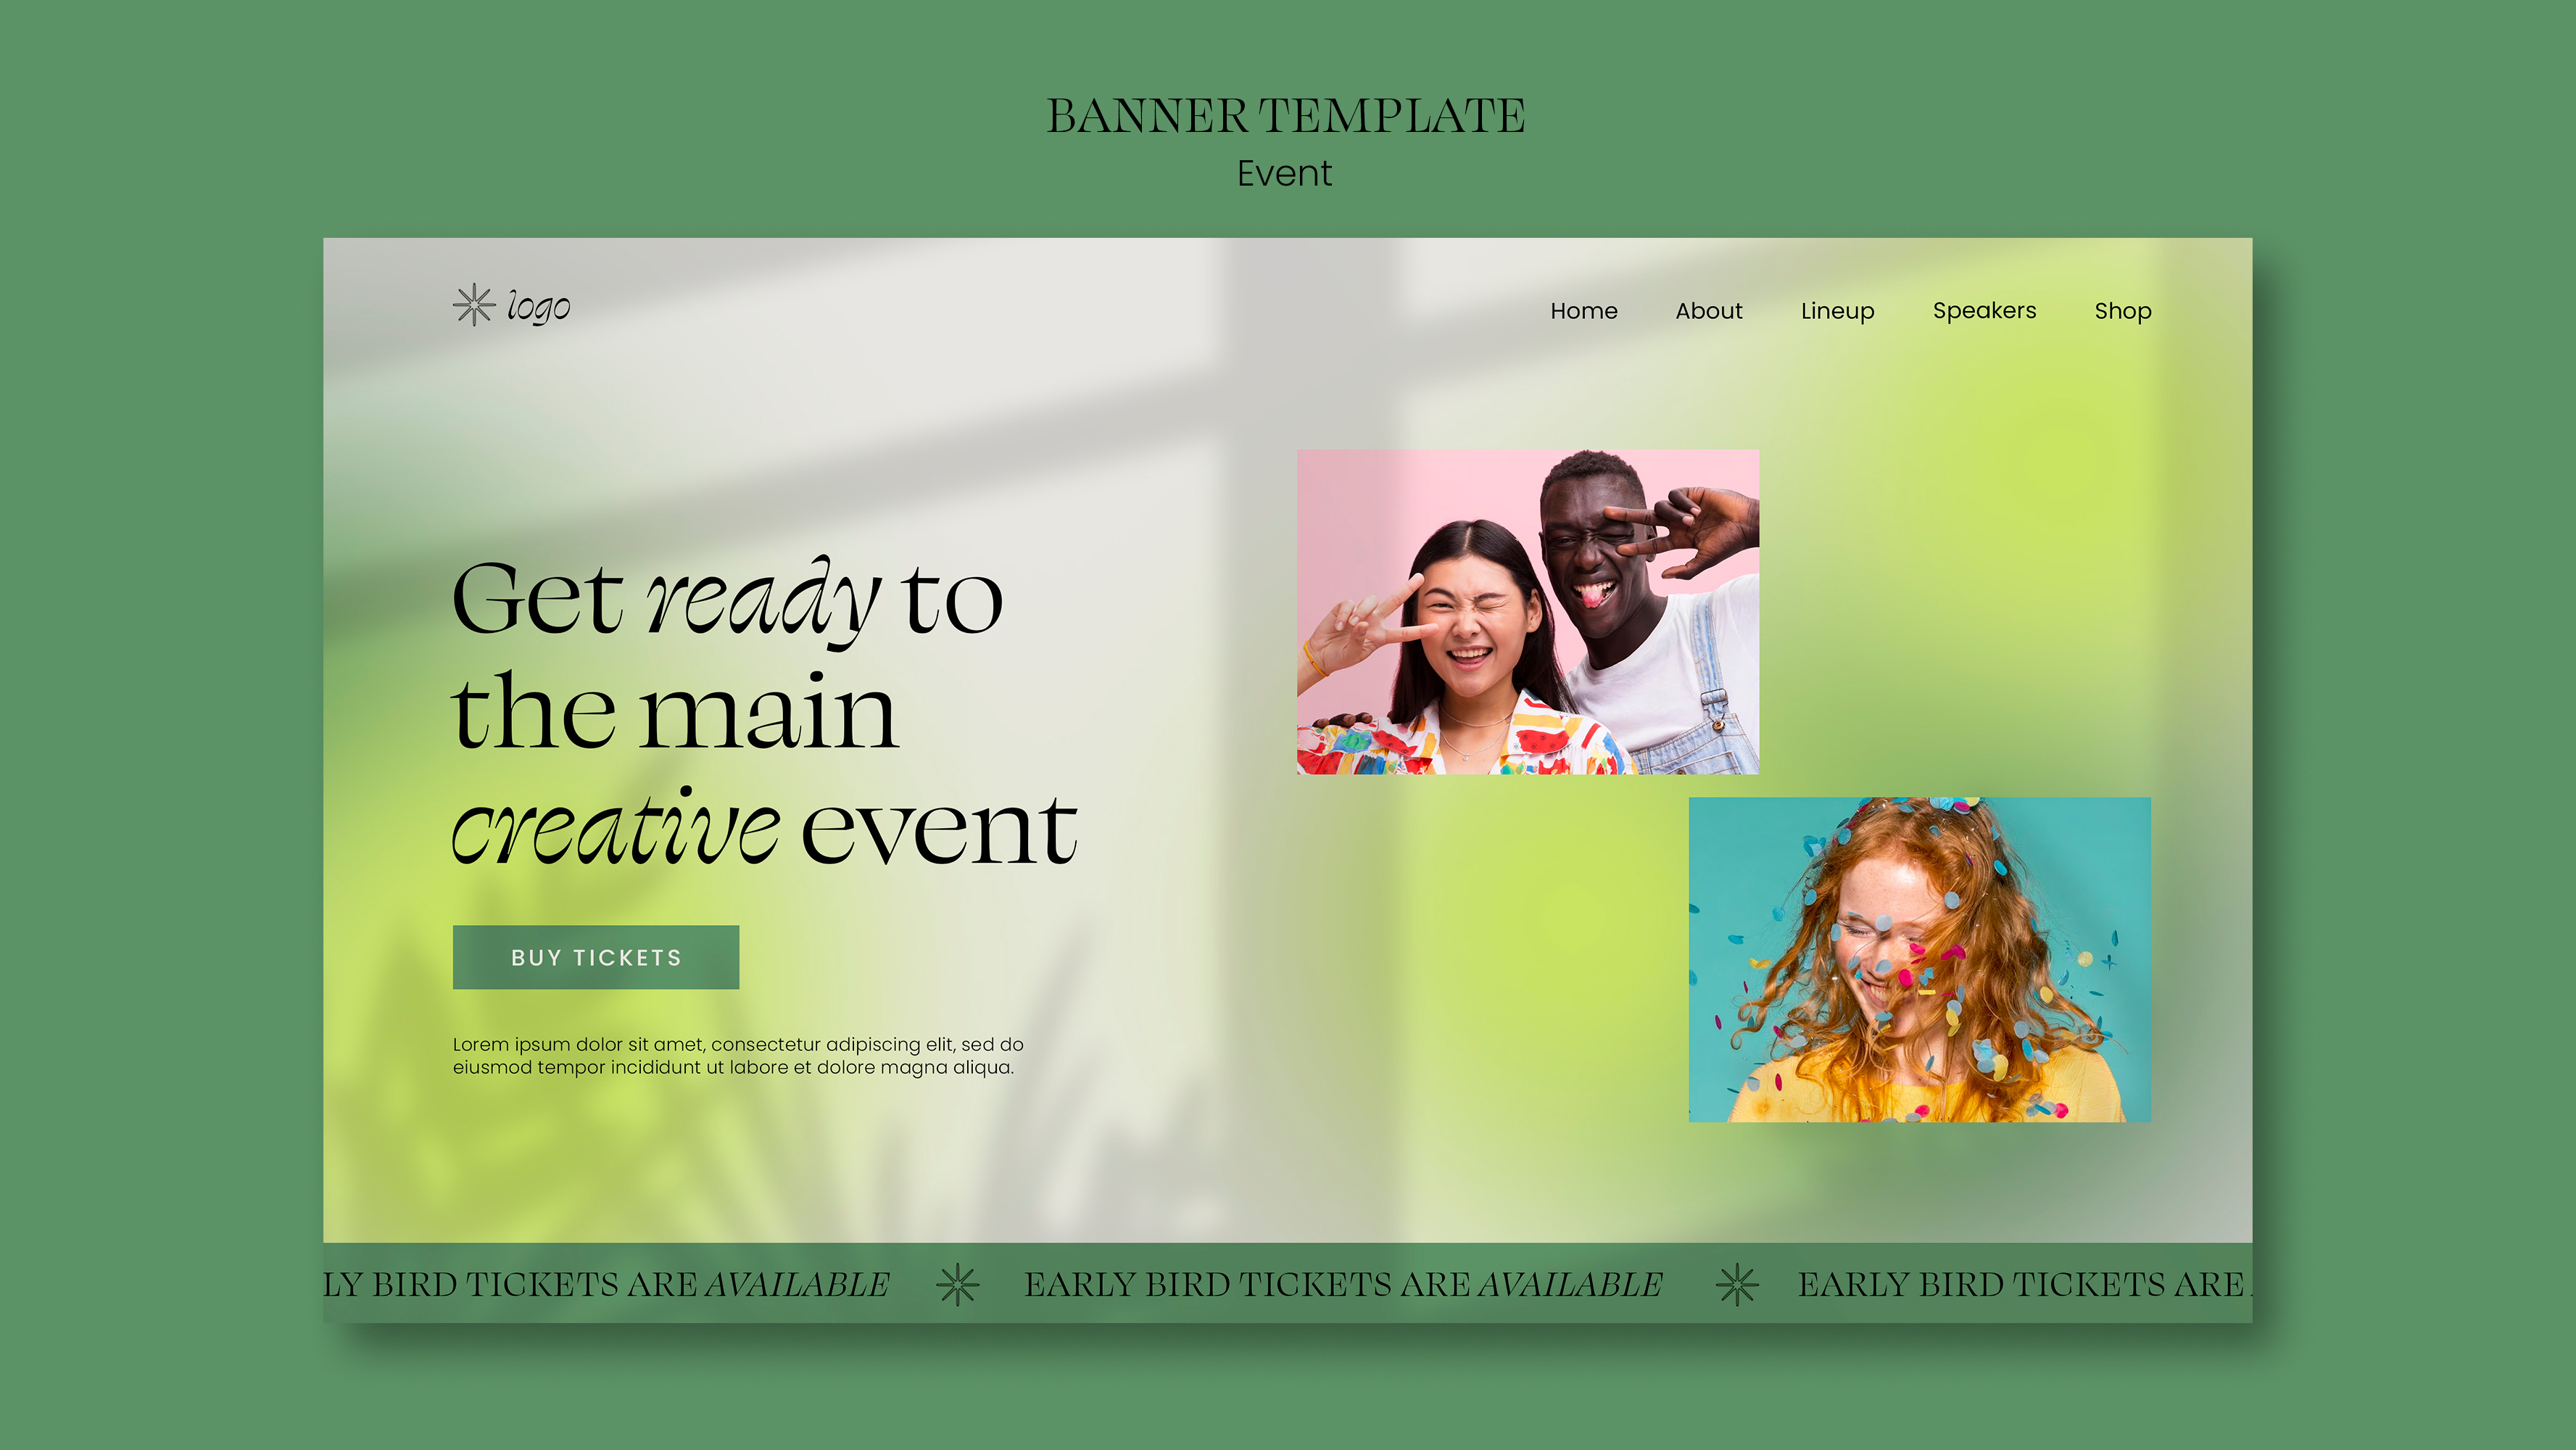 BANNER TEMPLATE
Event
logo
Home About Lineup Speakers Shop
Get ready to
the main
creative event
BUY TICKETS
Lorem ipsum dolor sit amet, consectetur adipiscing elit, sed do
eiusmod tempor incididunt ut labore et dolore magna aliqua.
LY BIRD TICKETS ARE AVAILABLE EARLY BIRD TICKETS ARE AVAILABLE EARLY BIRD TICKETS ARE